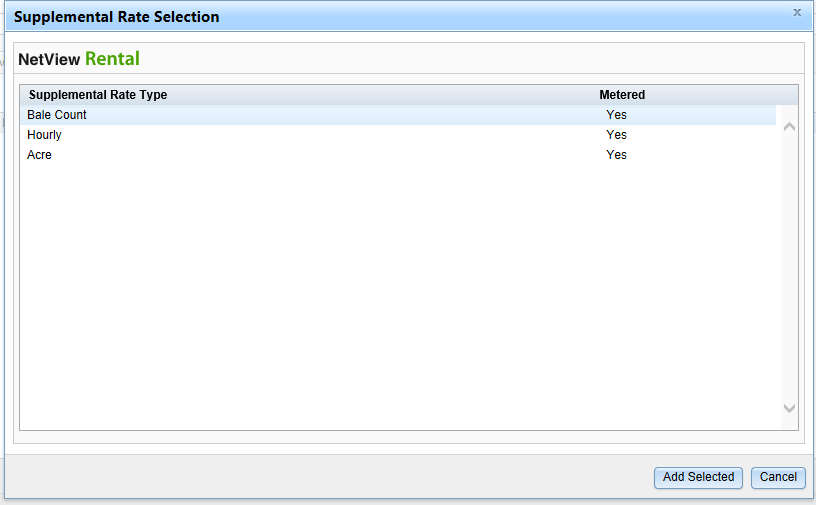 Supplemental Rate Selection
x
NetView Rental
Supplemental Rate Type Metered
Bale Count Yes
Hourly Yes
Acre Yes
Add Selected Cancel